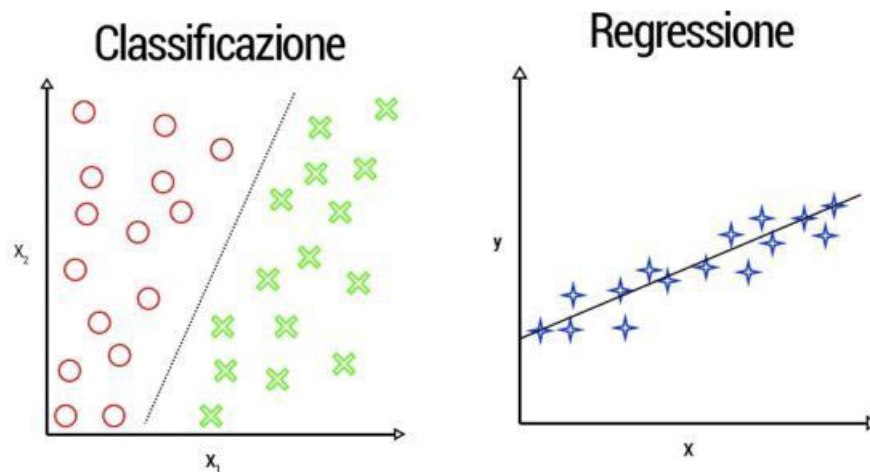 Classificazione
X2
X1
Regressione
y
x